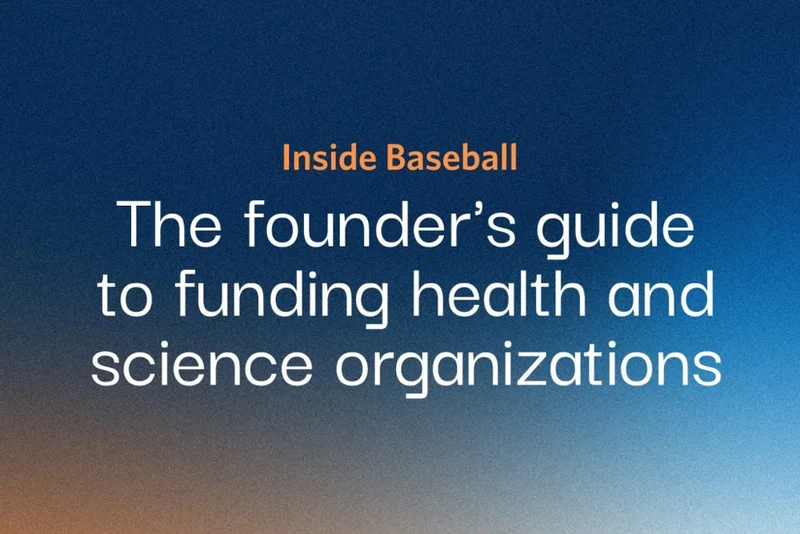 Inside Baseball
The founder’s guide
to funding health and
science organizations